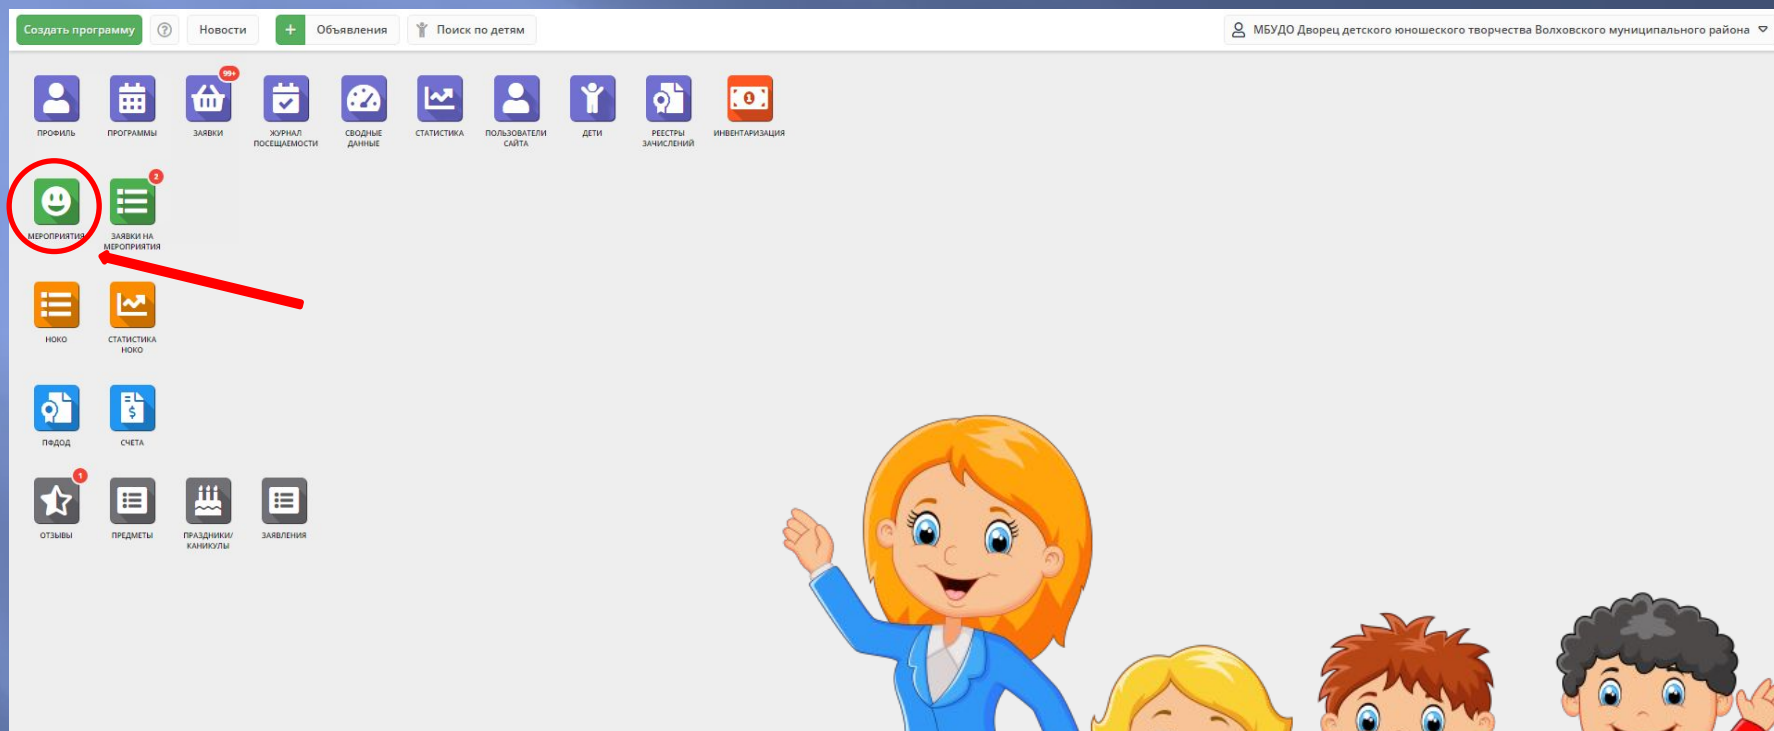 Создать программу
?
Новости
+ Объявления
Поиск по детям
МБУДО Дворец детского юношеского творчества Волховского муниципального района
99+
ПРОФИЛЬ
ПРОГРАММЫ
ЗАЯВКИ
ЖУРНАЛ
ПОСЕЩАЕМОСТИ
СВОДНЫЕ
ДАННЫЕ
СТАТИСТИКА
ПОЛЬЗОВАТЕЛИ
САЙТА
ДЕТИ
РЕЕСТРЫ
ЗАЧИСЛЕНИЙ
1
ИНВЕНТАРИЗАЦИЯ
2
МЕРОПРИЯТИЯ
ЗАЯВКИ НА
МЕРОПРИЯТИЯ
НОКО
СТАТИСТИКА
НОКО
$
ПФДОД
СЧЕТА
1
ОТЗЫВЫ
ПРЕДМЕТЫ
ПРАЗДНИКИ/
КАНИКУЛЫ
ЗАЯВЛЕНИЯ